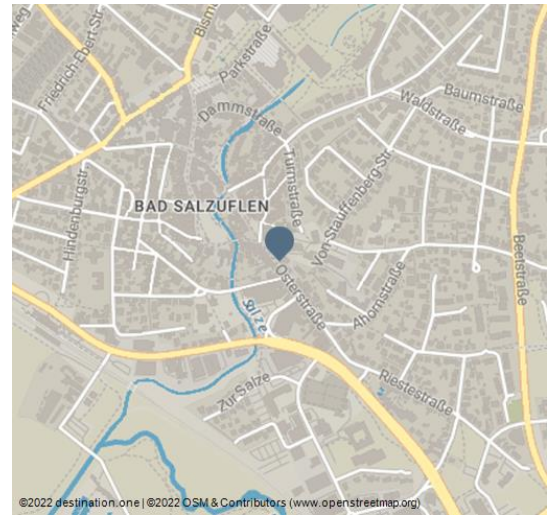 Friedrich-Ebert-Straße
Parkstraße
Dammstraße
Baumstraße
Waldstraße
Turmstraße
Von-Stauffenberg-Str.
BAD SALZUFLEN
Hindenburgstr.
Beetstraße
Osterstraße
Ahornstraße
Salze
Riestestraße
Zur Salze
©2022 destination.one | ©2022 OSM & Contributors (www.openstreetmap.org)